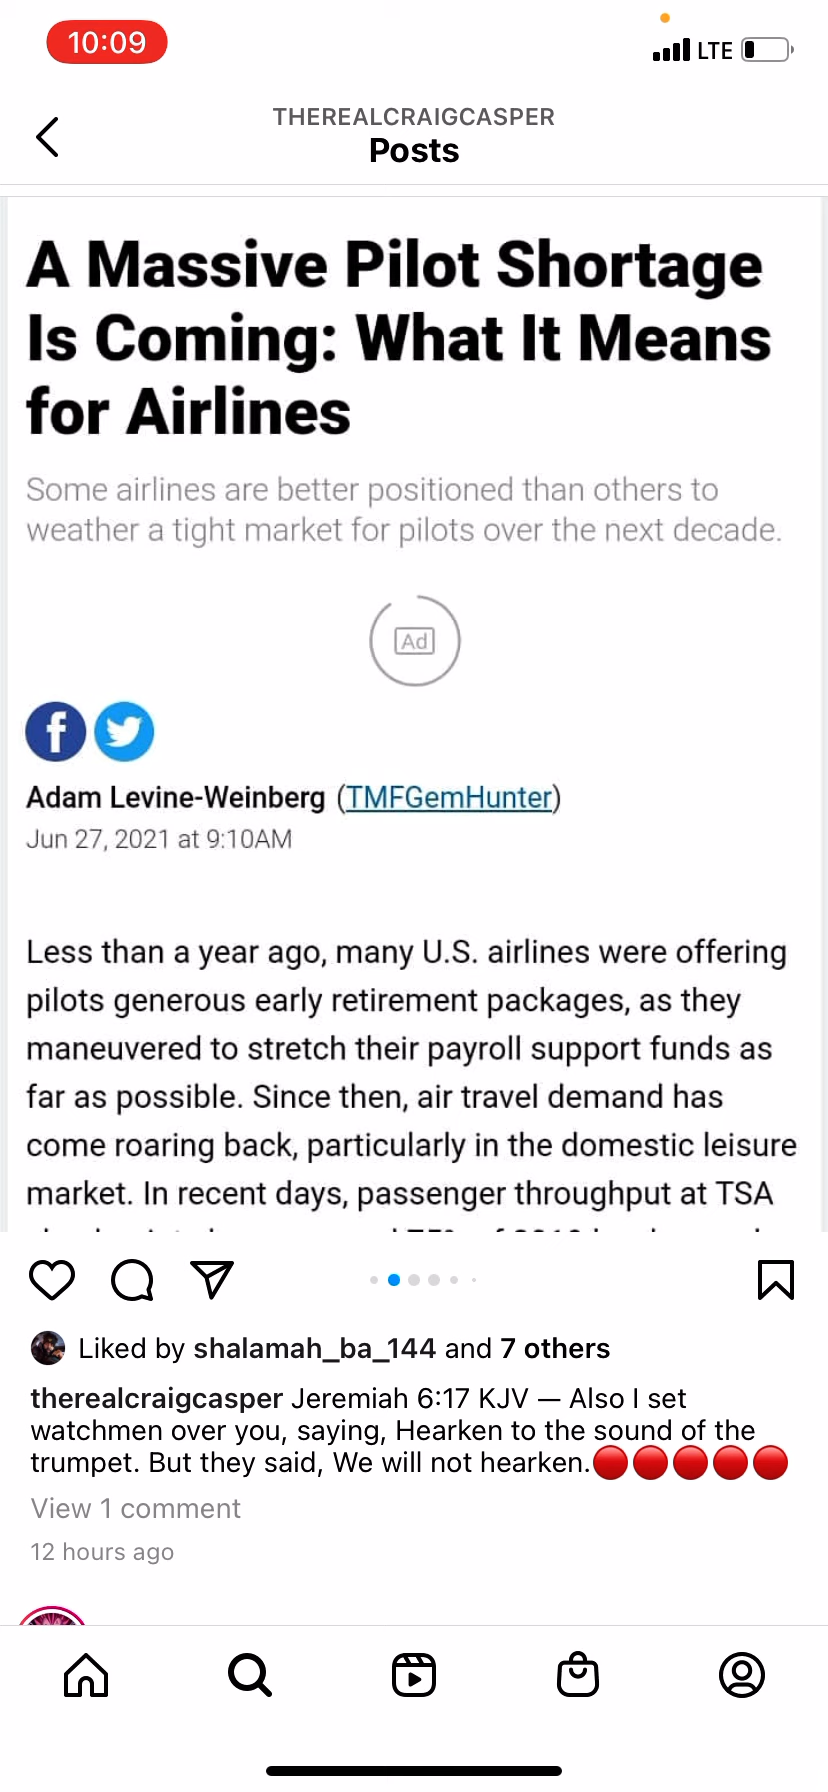 10:09
LTE
THEREALCRAIGCASPER
Posts
A Massive Pilot Shortage
Is Coming: What It Means
for Airlines
Some airlines are better positioned than others to
weather a tight market for pilots over the next decade.
Ad
Adam Levine-Weinberg (TMFGemHunter)
Jun 27, 2021 at 9:10AM
Less than a year ago, many U.S. airlines were offering
pilots generous early retirement packages, as they
maneuvered to stretch their payroll support funds as
far as possible. Since then, air travel demand has
come roaring back, particularly in the domestic leisure
market. In recent days, passenger throughput at TSA
Liked by shalamah_ba_144 and 7 others
therealcraigcasper Jeremiah 6:17 KJV — Also I set
watchmen over you, saying, Hearken to the sound of the
trumpet. But they said, We will not hearken.🔴🔴🔴🔴🔴
View 1 comment
12 hours ago